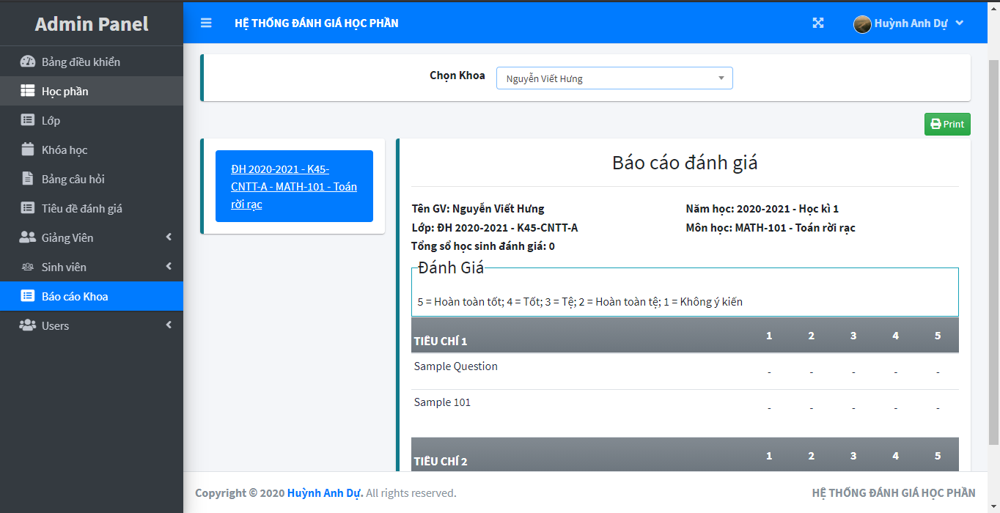 Admin Panel
HỆ THỐNG ĐÁNH GIÁ HỌC PHẦN
Huỳnh Anh Dự
Bảng điều khiển
Học phần
Lớp
Khóa học
Bảng câu hỏi
Tiêu đề đánh giá
Giảng Viên
Sinh viên
Báo cáo Khoa
Users
Chọn Khoa
Nguyễn Viết Hưng
Print
ĐH 2020-2021 - K45-
CNTT-A - MATH-101 - Toán
rời rạc
Báo cáo đánh giá
Tên GV: Nguyễn Viết Hưng
Năm học: 2020-2021 - Học kì 1
Lớp: ĐH 2020-2021 - K45-CNTT-A
Môn học: MATH-101 - Toán rời rạc
Tổng sổ học sinh đánh giá: 0
Đánh Giá
5 = Hoàn toàn tốt; 4 = Tốt; 3 = Tệ; 2 = Hoàn toàn tệ; 1 = Không ý kiến
TIÊU CHÍ 1 1 2 3 4 5
Sample Question - - - - -
Sample 101 - - - - -
TIÊU CHÍ 2 1 2 3 4 5
Copyright © 2020 Huỳnh Anh Dự. All rights reserved.
HỆ THỐNG ĐÁNH GIÁ HỌC PHẦN